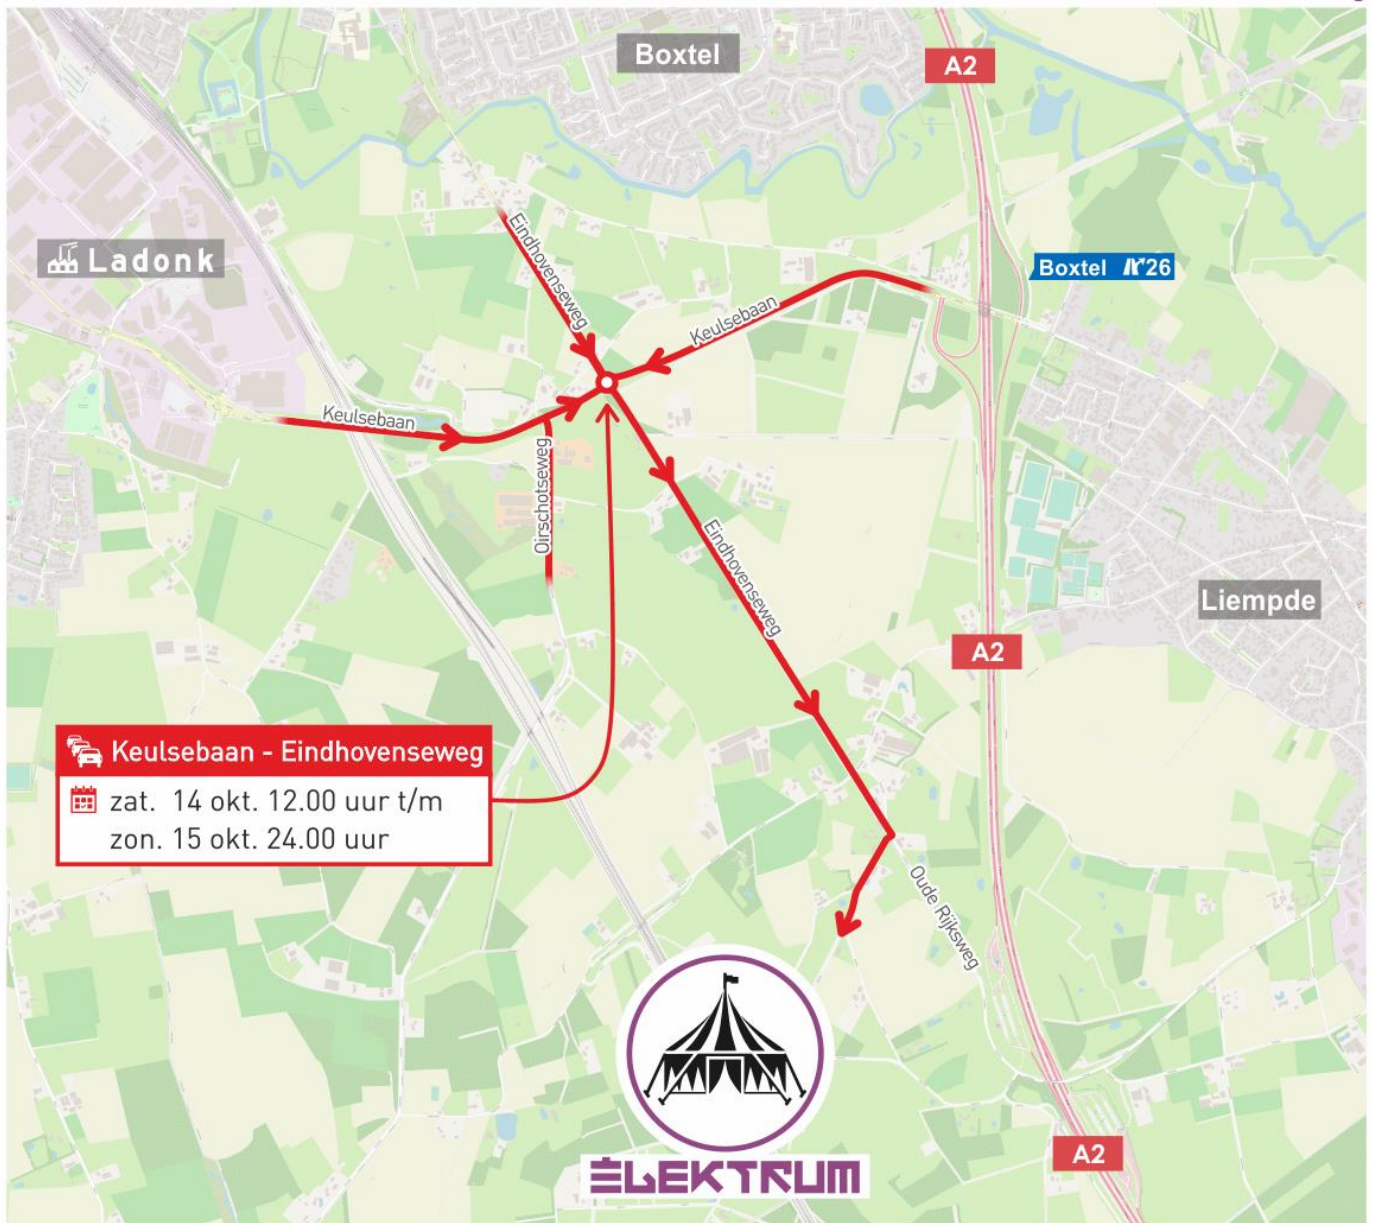 Boxtel
A2
Ladonk
Eindhovenseweg
Boxtel 26
Keulsebaan
Keulsebaan
Oirschotseweg
Eindhovenseweg
Liempde
A2
Keulsebaan - Eindhovenseweg
zat. 14 okt. 12.00 uur t/m
zon. 15 okt. 24.00 uur
Oude Rijksweg
A2
ĖLEKTRUM